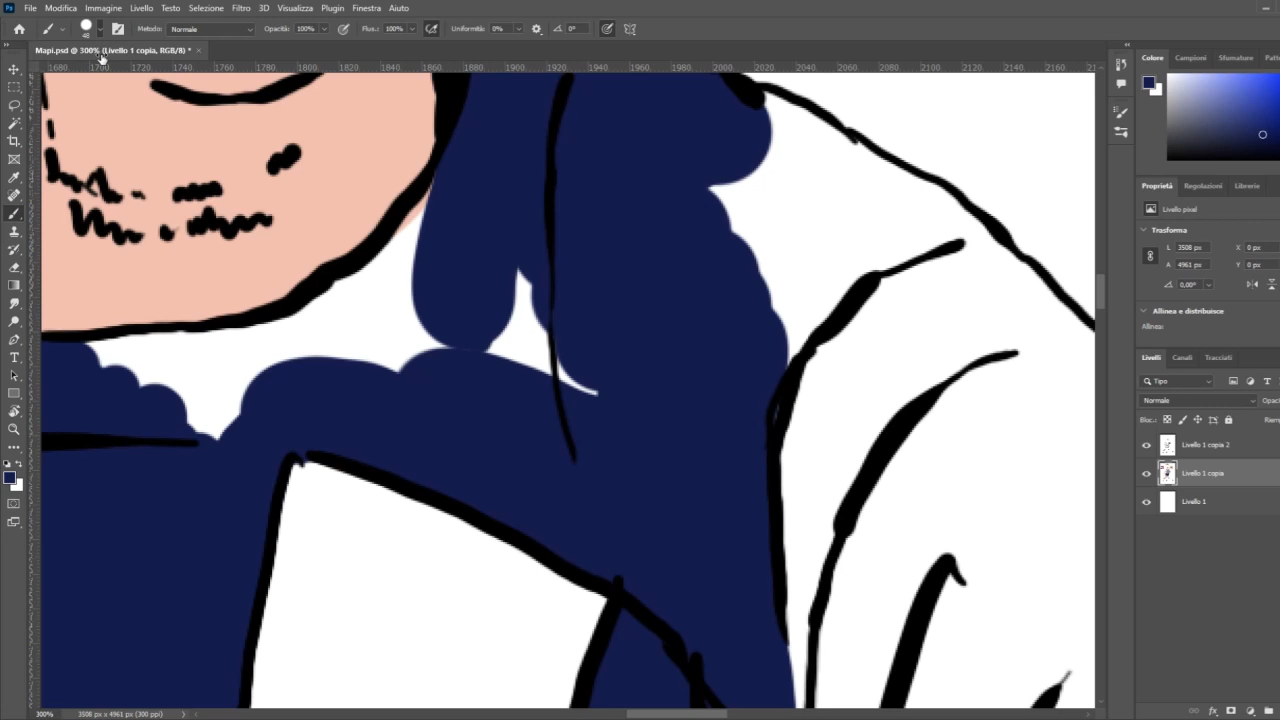 Ps File Modifica Immagine Livello Testo Selezione Filtro 3D Visualizza Plugin Finestra Aiuto
48 Metodo: Normale Opacità: 100% Flus.: 100% Uniformità: 0% 0°
Mapi.psd @ 300% (Livello 1 copia, RGB/8) * ×
1680 1700 1720 1740 1760 1780 1800 1820 1840 1860 1880 1900 1920 1940 1960 1980 2000 2020 2040 2060 2080 2100 2120 2140 2160
Colore Campioni Sfumature
Proprietà Regolazioni Librerie
Livello pixel
Trasforma
L 3508 px X 0 px
A 4961 px Y 0 px
0,00°
Allinea e distribuisce
Allinea:
Livelli Canali Tracciati
Tipo
Normale
Bloc.:
Livello 1 copia 2
Livello 1 copia
Livello 1
300% 3508 px x 4961 px (300 ppi)